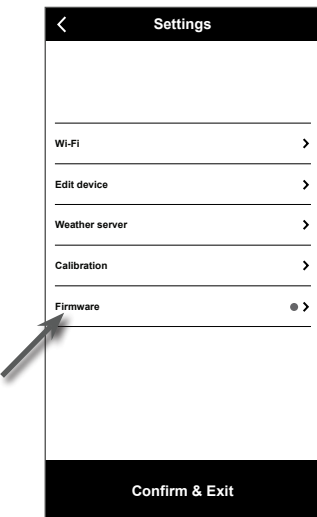 Settings
Wi-Fi
Edit device
Weather server
Calibration
Firmware
Confirm & Exit